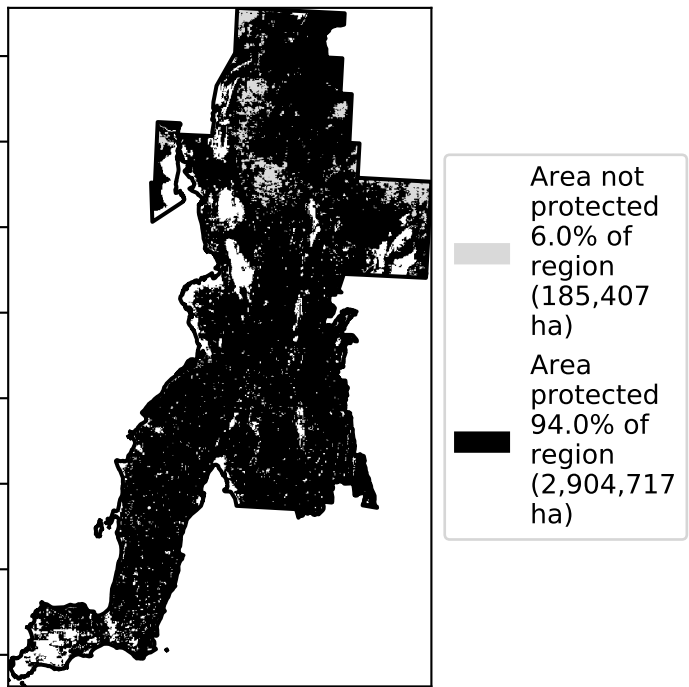 Area not
protected
6.0% of
region
(185,407
ha)
Area
protected
94.0% of
region
(2,904,717
ha)